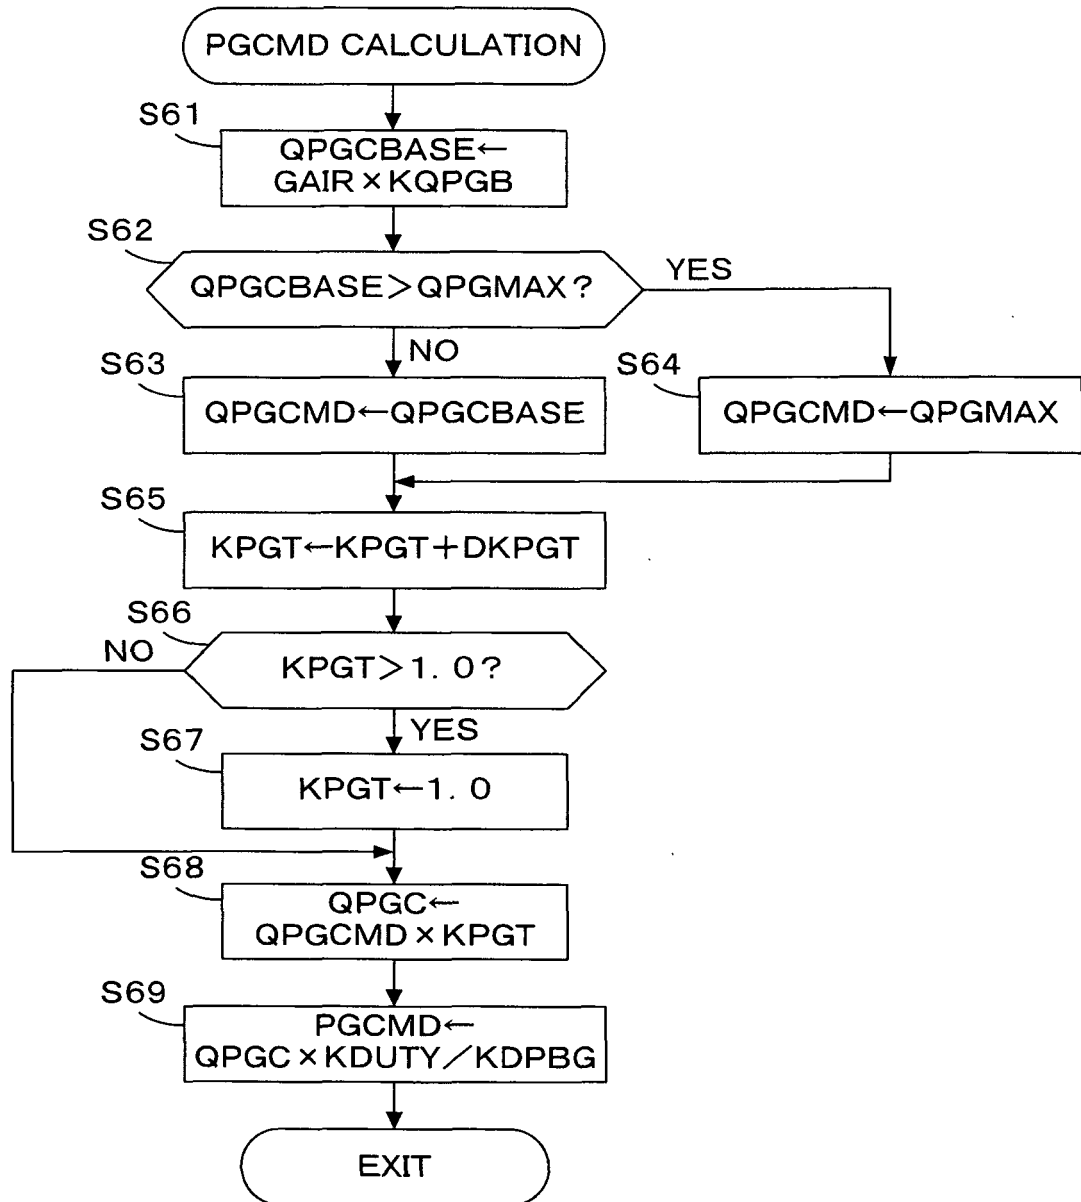 PGCMD CALCULATION
S61
QPGCBASE←
GAIR×KQPGB
S62
QPGCBASE>QPGMAX?
YES
NO
S63
QPGCMD←QPGCBASE
S64
QPGCMD←QPGMAX
S65
KPGT←KPGT+DKPGT
S66
NO
KPGT>1.0?
YES
S67
KPGT←1.0
S68
QPGC←
QPGCMD×KPGT
S69
PGCMD←
QPGC×KDUTY/KDPBG
EXIT